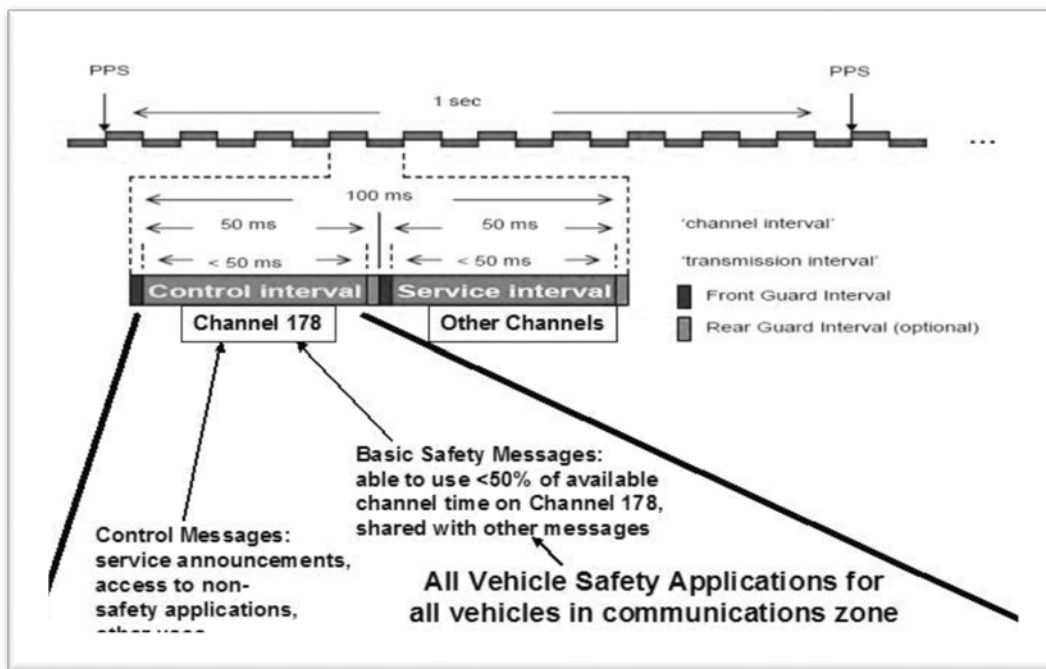 PPS
PPS
1 sec
...
100 ms
50 ms
50 ms
'channel interval'
< 50 ms
< 50 ms
'transmission interval'
Control interval
Service interval
Front Guard Interval
Channel 178
Other Channels
Rear Guard Interval (optional)
Basic Safety Messages:
able to use <50% of available
channel time on Channel 178,
shared with other messages
Control Messages:
service announcements,
access to non-
safety applications,
All Vehicle Safety Applications for
all vehicles in communications zone